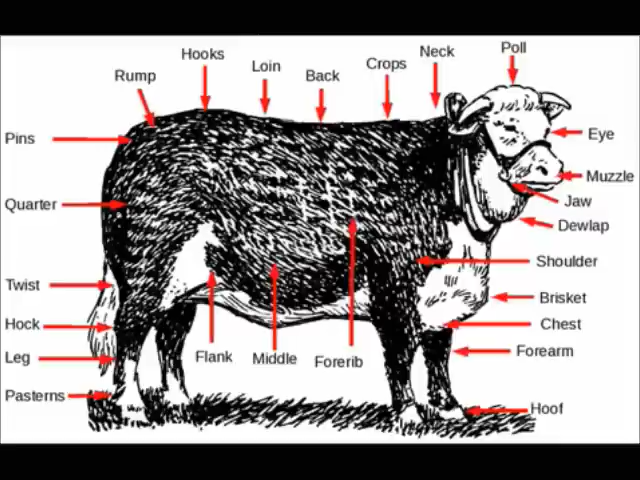 Poll
Neck
Hooks
Crops
Loin
Back
Rump
Eye
Pins
Muzzle
Jaw
Quarter
Dewlap
Shoulder
Twist
Brisket
Hock
Chest
Forearm
Leg
Flank
Middle
Forerib
Pasterns
Hoof